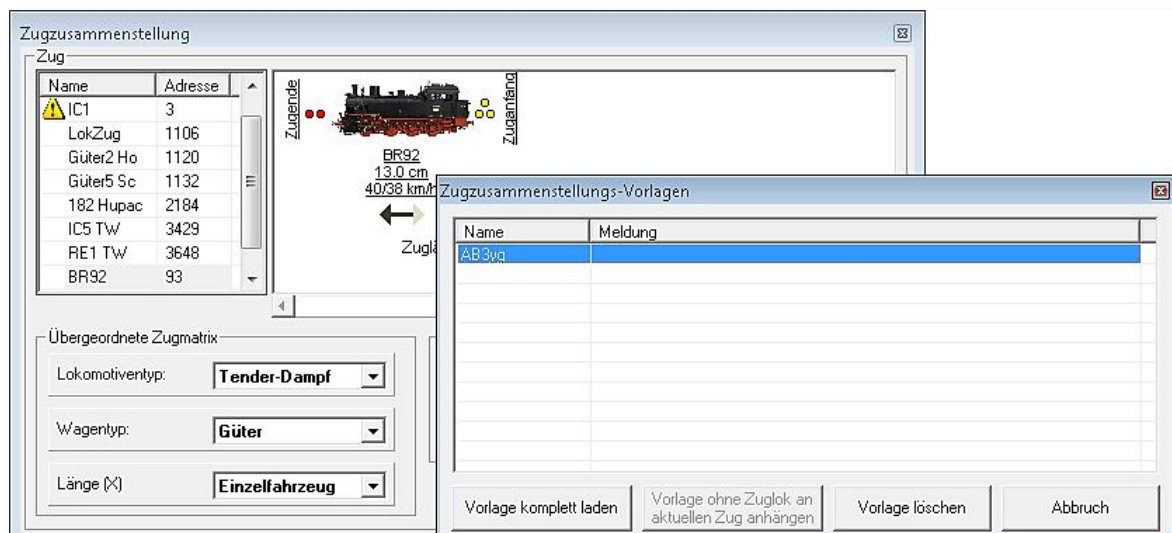 Zugzusammenstellung
Zug
Name Adresse
IC1 3
LokZug 1106
Güter2 Ho 1120
Güter5 Sc 1132
182 Hupac 2184
IC5 TW 3429
RE1 TW 3648
BR92 93
Zugende
Zuganfang
BR92
13.0 cm
40/38 km/h
Zuglä
Übergeordnete Zugmatrix
Lokomotiventyp: Tender-Dampf
Wagentyp: Güter
Länge (X) Einzelfahrzeug
Zugzusammenstellungs-Vorlagen
Name Meldung
AB3yg
Vorlage komplett laden
Vorlage ohne Zuglok an
aktuellen Zug anhängen
Vorlage löschen
Abbruch